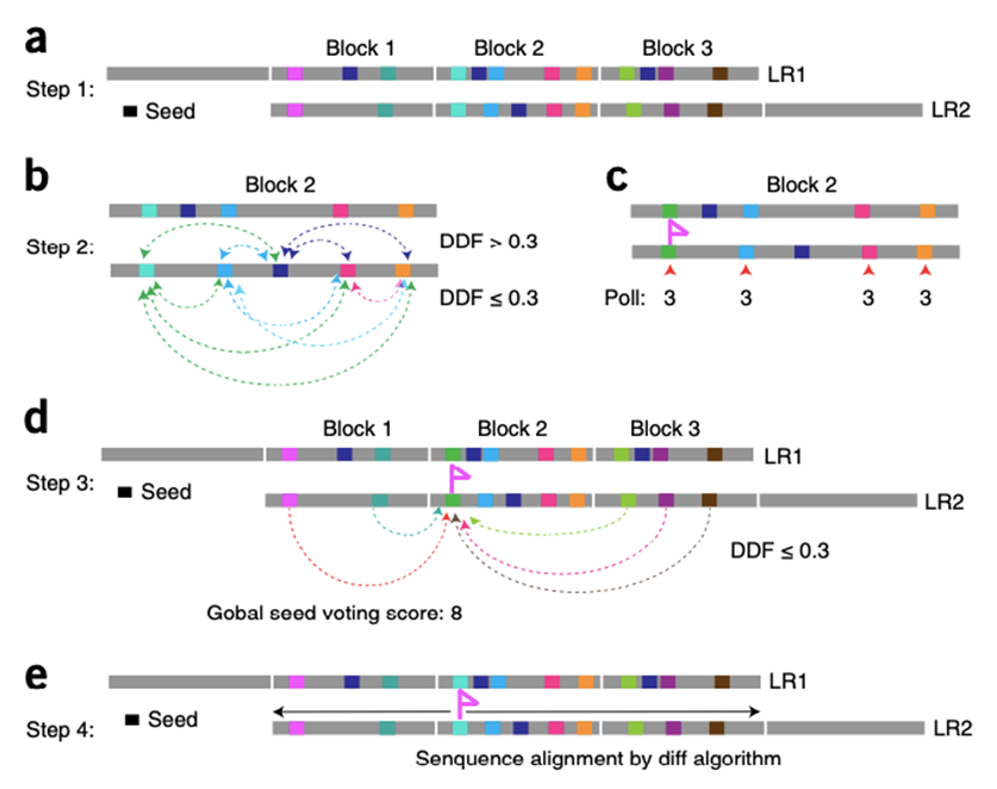 a
Block 1 Block 2 Block 3
LR1
Step 1:
Seed
LR2
b
Block 2
Step 2:
DDF > 0.3
DDF ≤ 0.3
c
Block 2
Poll: 3 3 3 3
d
Block 1 Block 2 Block 3
LR1
Step 3:
Seed
LR2
DDF ≤ 0.3
Gobal seed voting score: 8
e
LR1
Seed
Step 4:
LR2
Senquence alignment by diff algorithm